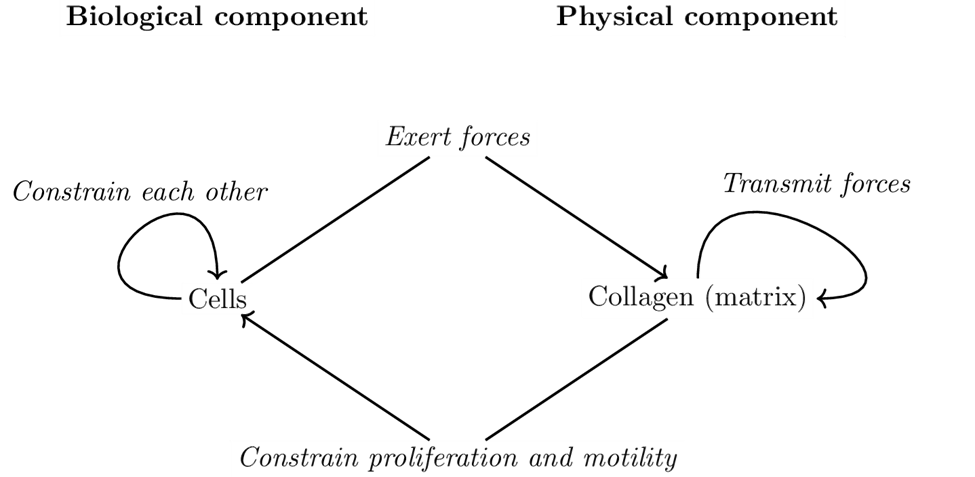 Biological component
Physical component
Exert forces
Constrain each other
Transmit forces
Cells
Collagen (matrix)
Constrain proliferation and motility